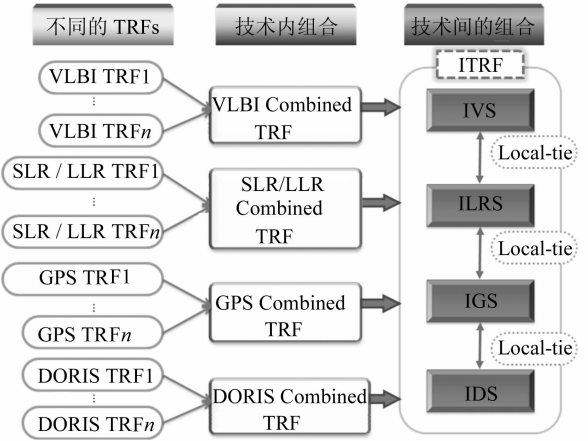 不同的 TRFs
技术内组合
技术间的组合
VLBI TRF1
VLBI TRFn
SLR / LLR TRF1
SLR / LLR TRFn
GPS TRF1
GPS TRFn
DORIS TRF1
DORIS TRFn
VLBI Combined
TRF
SLR/LLR
Combined
TRF
GPS Combined
TRF
DORIS Combined
TRF
ITRF
IVS
Local-tie
ILRS
Local-tie
IGS
Local-tie
IDS